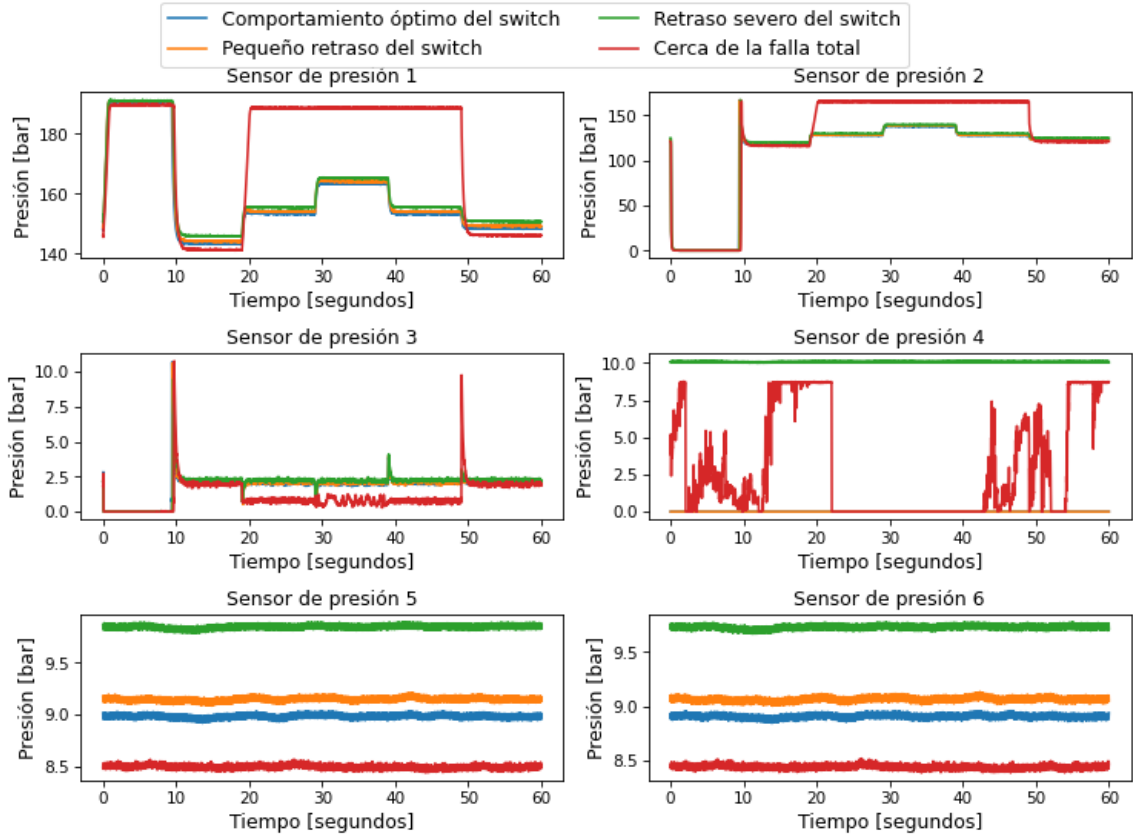 Comportamiento óptimo del switch
Retraso severo del switch
Pequeño retraso del switch
Cerca de la falla total
Sensor de presión 1
Presión [bar]
180
160
140
0 10 20 30 40 50 60
Tiempo [segundos]
Sensor de presión 2
Presión [bar]
150
100
50
0
0 10 20 30 40 50 60
Tiempo [segundos]
Sensor de presión 3
Presión [bar]
10.0
7.5
5.0
2.5
0.0
0 10 20 30 40 50 60
Tiempo [segundos]
Sensor de presión 4
Presión [bar]
10.0
7.5
5.0
2.5
0.0
0 10 20 30 40 50 60
Tiempo [segundos]
Sensor de presión 5
Presión [bar]
9.5
9.0
8.5
0 10 20 30 40 50 60
Tiempo [segundos]
Sensor de presión 6
Presión [bar]
9.5
9.0
8.5
0 10 20 30 40 50 60
Tiempo [segundos]